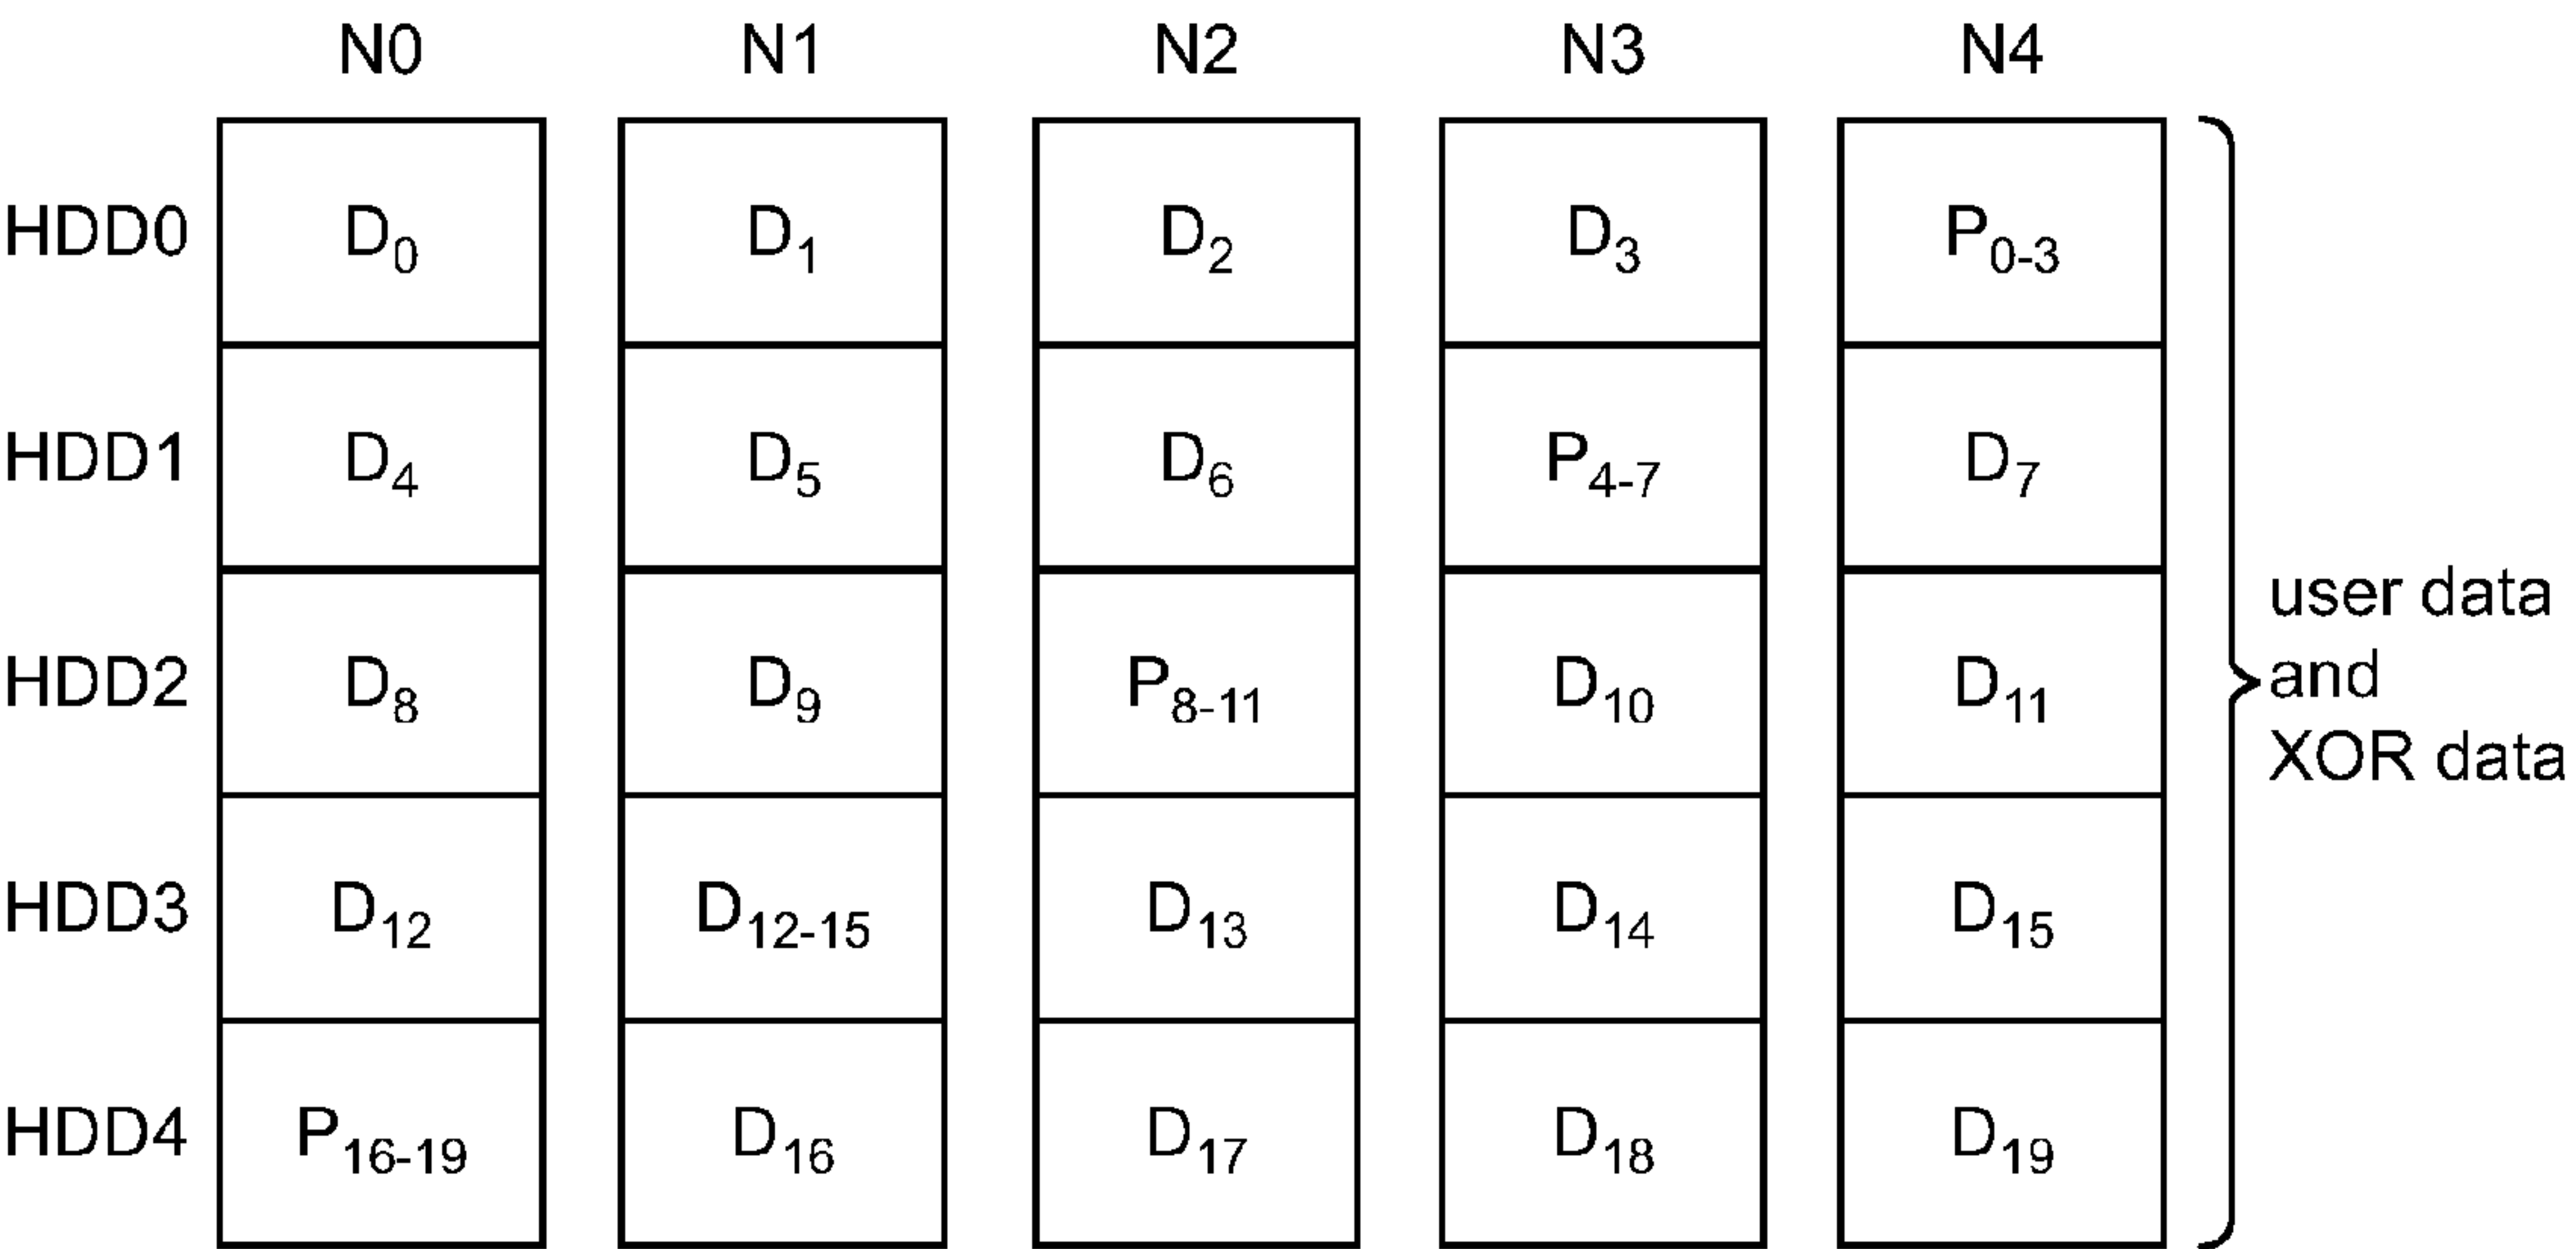 N0 N1 N2 N3 N4
HDD0 D0 D1 D2 D3 P0-3
HDD1 D4 D5 D6 P4-7 D7
HDD2 D8 D9 P8-11 D10 D11
HDD3 D12 D12-15 D13 D14 D15
HDD4 P16-19 D16 D17 D18 D19
user data
and
XOR data